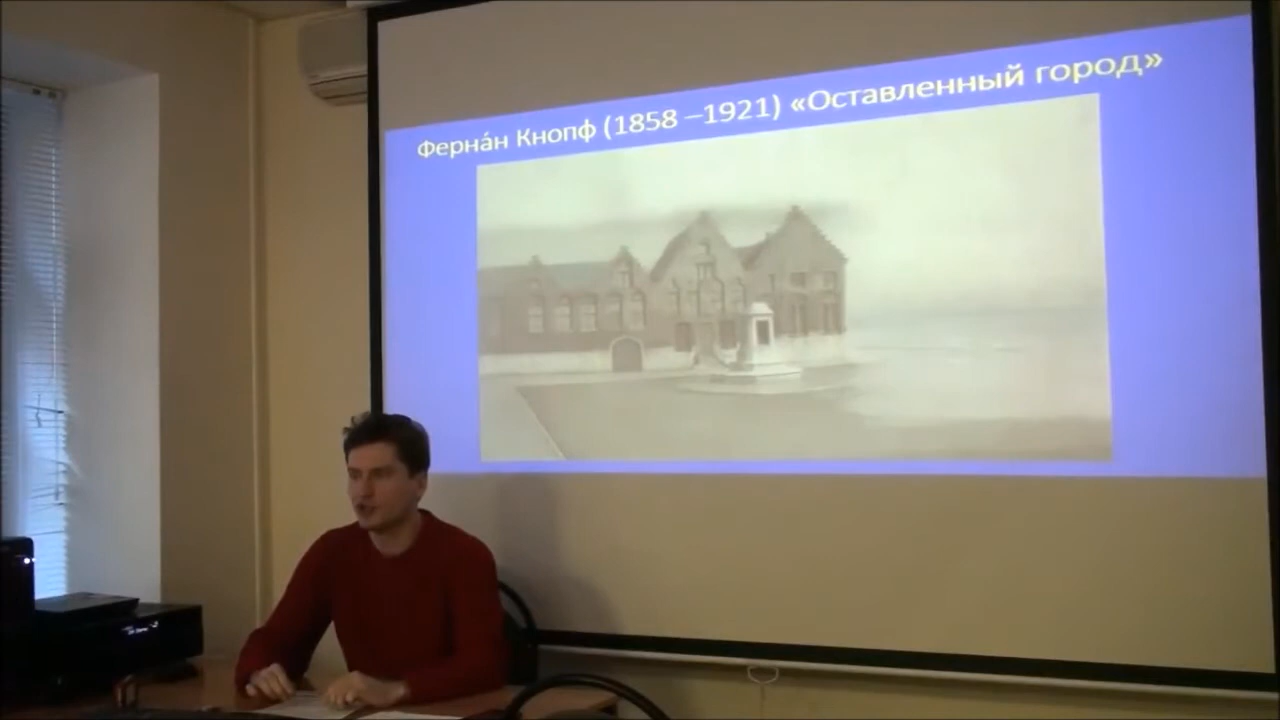 Ферна́н Кнопф (1858 –1921) «Оставленный город»